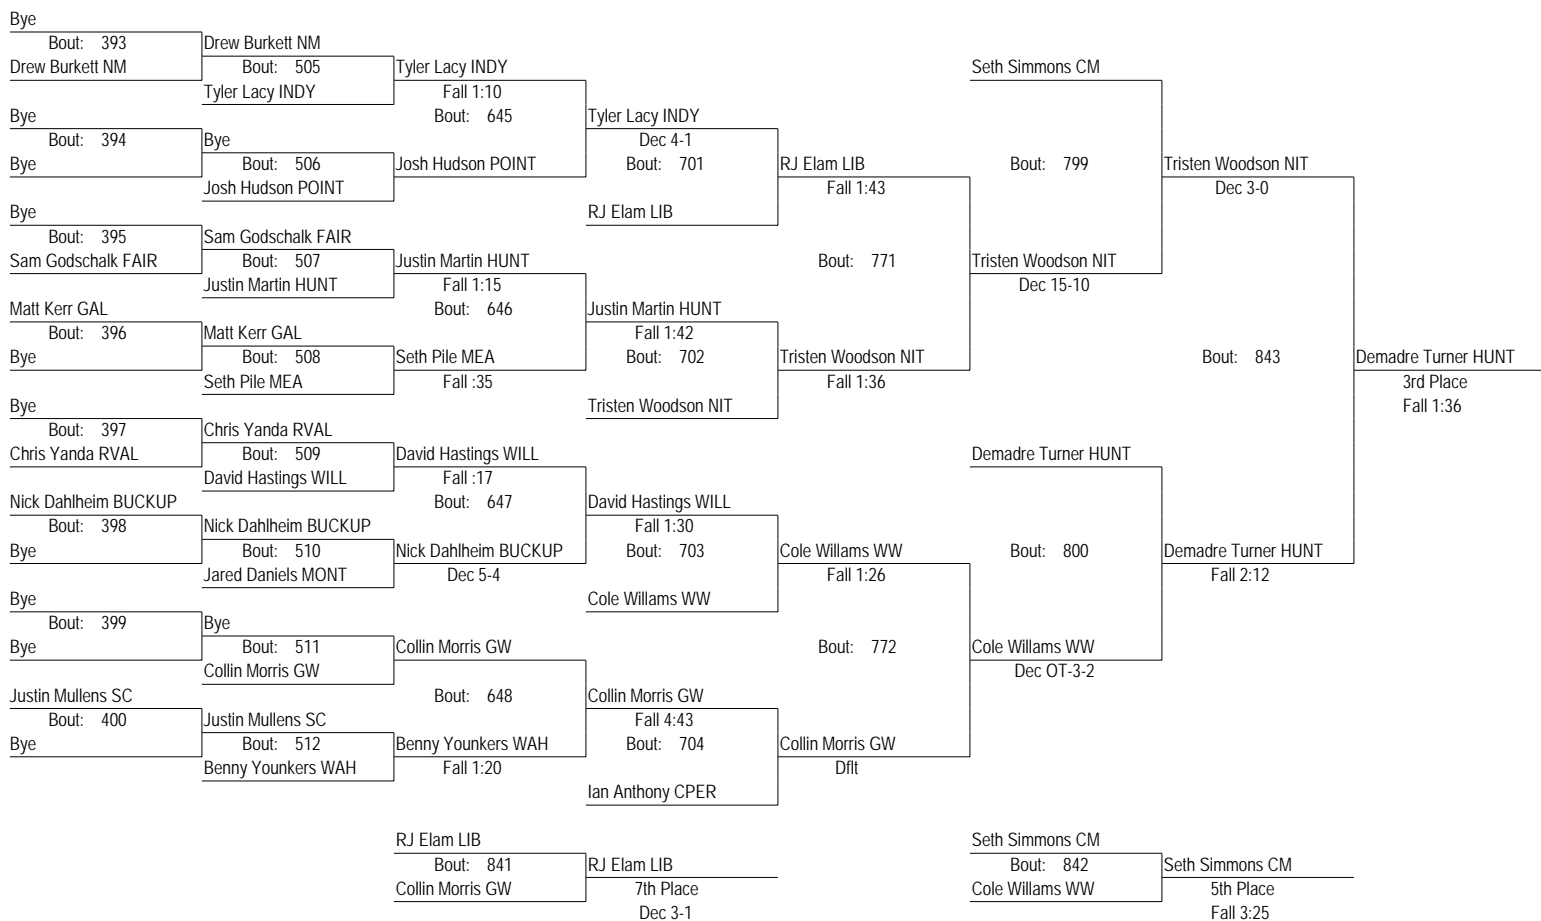 Bye
Bout: 393 Drew Burkett NM
Drew Burkett NM Bout: 505 Tyler Lacy INDY Seth Simmons CM
Tyler Lacy INDY Fall 1:10
Bye Bout: 645 Tyler Lacy INDY
Bout: 394 Bye Dec 4-1
Bye Bout: 506 Josh Hudson POINT Bout: 701 RJ Elam LIB Bout: 799 Tristen Woodson NIT
Josh Hudson POINT Fall 1:43 Dec 3-0
Bye RJ Elam LIB
Bout: 395 Sam Godschalk FAIR
Sam Godschalk FAIR Bout: 507 Justin Martin HUNT Bout: 771 Tristen Woodson NIT
Justin Martin HUNT Fall 1:15 Dec 15-10
Matt Kerr GAL Bout: 646 Justin Martin HUNT
Bout: 396 Matt Kerr GAL Fall 1:42
Bye Bout: 508 Seth Pile MEA Bout: 702 Tristen Woodson NIT Bout: 843 Demadre Turner HUNT
Seth Pile MEA Fall :35 Fall 1:36 3rd Place
Bye Tristen Woodson NIT Fall 1:36
Bout: 397 Chris Yanda RVAL
Chris Yanda RVAL Bout: 509 David Hastings WILL Demadre Turner HUNT
David Hastings WILL Fall :17
Nick Dahlheim BUCKUP Bout: 647 David Hastings WILL
Bout: 398 Nick Dahlheim BUCKUP Fall 1:30
Bye Bout: 510 Nick Dahlheim BUCKUP Bout: 703 Cole Willams WW Bout: 800 Demadre Turner HUNT
Jared Daniels MONT Dec 5-4 Fall 1:26 Fall 2:12
Bye Cole Willams WW
Bout: 399 Bye
Bye Bout: 511 Collin Morris GW Bout: 772 Cole Willams WW
Collin Morris GW Dec OT-3-2
Justin Mullens SC Bout: 648 Collin Morris GW
Bout: 400 Justin Mullens SC Fall 4:43
Bye Bout: 512 Benny Younkers WAH Bout: 704 Collin Morris GW
Benny Younkers WAH Fall 1:20 Dflt
Ian Anthony CPER
RJ Elam LIB Seth Simmons CM
Bout: 841 RJ Elam LIB Bout: 842 Seth Simmons CM
Collin Morris GW 7th Place Cole Willams WW 5th Place
Dec 3-1 Fall 3:25